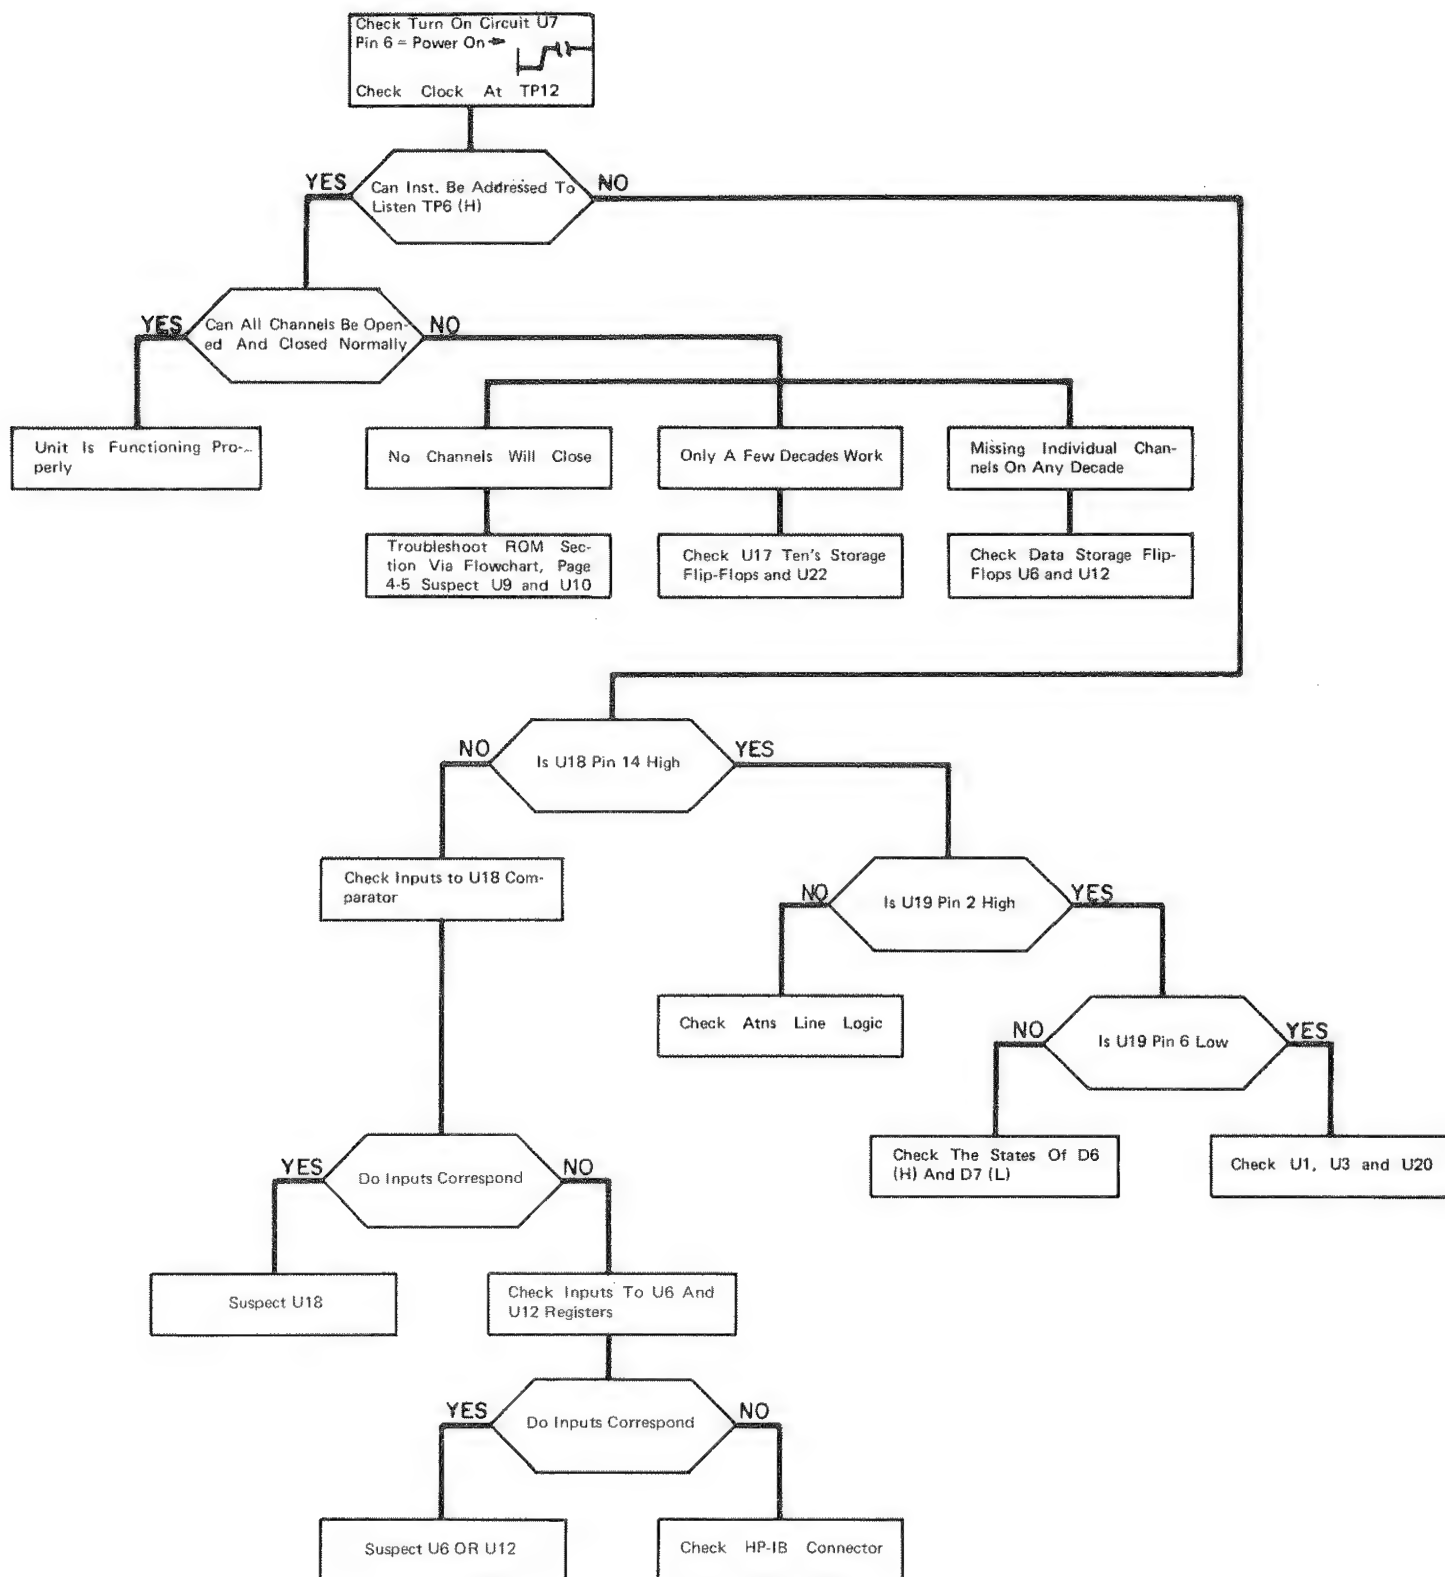 Check Turn On Circuit U7
Pin 6 = Power On
Check Clock At TP12
YES
Can Inst. Be Addressed To
Listen TP6 (H)
NO
YES
Can All Channels Be Open-
ed And Closed Normally
NO
Unit Is Functioning Pro-
perly
No Channels Will Close
Only A Few Decades Work
Missing Individual Chan-
nels On Any Decade
Troubleshoot ROM Sec-
tion Via Flowchart, Page
4-5 Suspect U9 and U10
Check U17 Ten's Storage
Flip-Flops and U22
Check Data Storage Flip-
Flops U6 and U12
NO
Is U18 Pin 14 High
YES
Check Inputs to U18 Com-
parator
NO
Is U19 Pin 2 High
YES
Check Atns Line Logic
NO
Is U19 Pin 6 Low
YES
Check The States Of D6
(H) And D7 (L)
Check U1, U3 and U20
YES
Do Inputs Correspond
NO
Suspect U18
Check Inputs To U6 And
U12 Registers
YES
Do Inputs Correspond
NO
Suspect U6 OR U12
Check HP-IB Connector